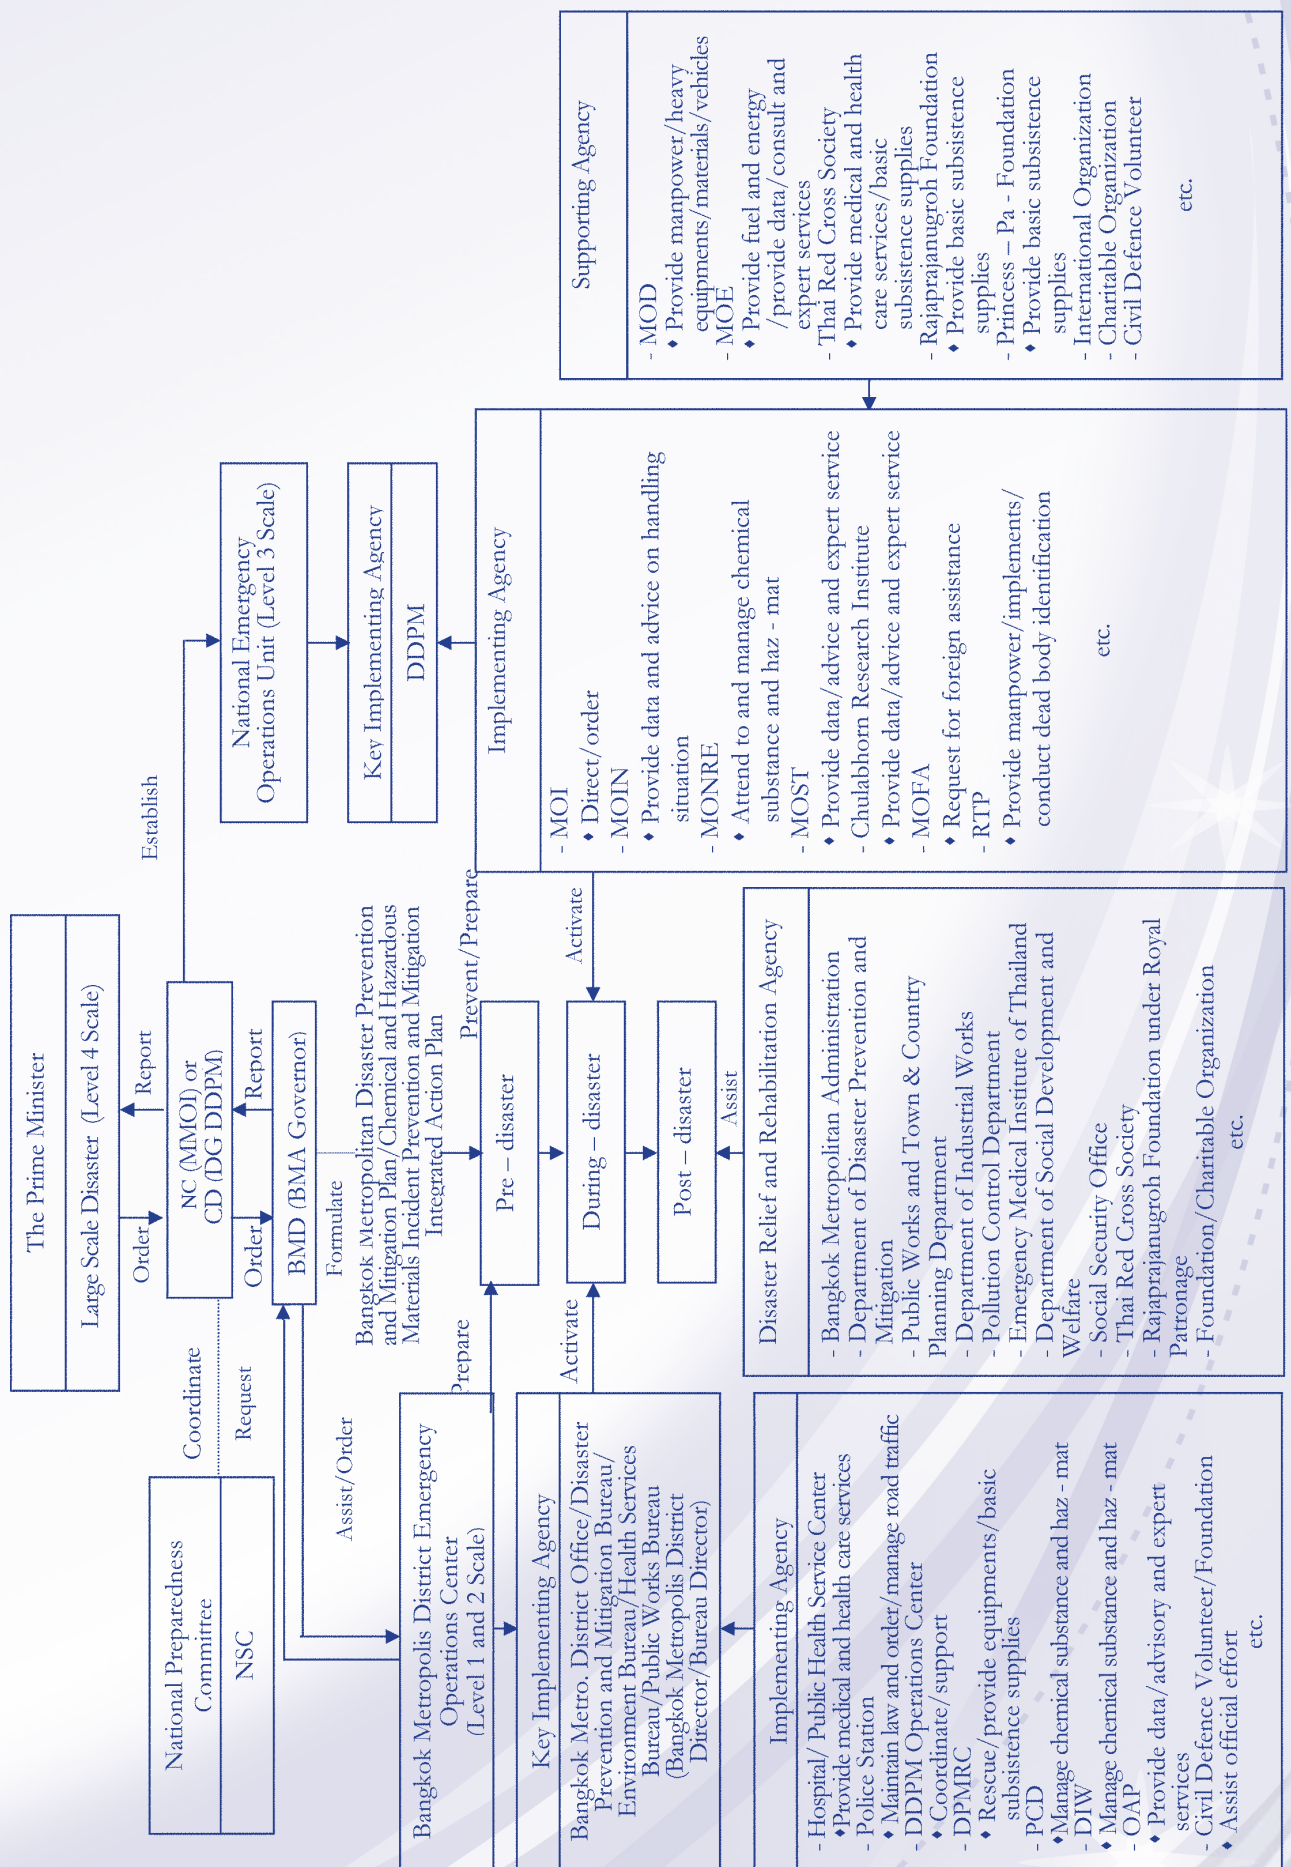 The Prime Minister
Large Scale Disaster (Level 4 Scale)
Order
Report
National Preparedness
Committee
NSC
Coordinate
Request
NC (MMOI) or
CD (DG DDPM)
Establish
National Emergency
Operations Unit (Level 3 Scale)
Order
Report
BMD (BMA Governor)
Key Implementing Agency
DDPM
Assist/Order
Formulate
Bangkok Metropolitan Disaster Prevention
and Mitigation Plan/Chemical and Hazardous
Materials Incident Prevention and Mitigation
Integrated Action Plan
Bangkok Metropolis District Emergency
Operations Center
(Level 1 and 2 Scale)
Prepare
Prevent/Prepare
Pre – disaster
Key Implementing Agency
Bangkok Metro. District Office/Disaster
Prevention and Mitigation Bureau/
Environment Bureau/Health Services
Bureau/Public Works Bureau
(Bangkok Metropolis District
Director/Bureau Director)
Activate
During – disaster
Activate
Post – disaster
Assist
Implementing Agency
- Hospital/ Public Health Service Center
♦Provide medical and health care services
- Police Station
♦ Maintain law and order/manage road traffic
- DDPM Operations Center
♦Coordinate/support
- DPMRC
♦ Rescue/provide equipments/basic
subsistence supplies
- PCD
♦Manage chemical substance and haz - mat
- DIW
♦ Manage chemical substance and haz - mat
- OAP
♦ Provide data/advisory and expert
services
- Civil Defence Volunteer/Foundation
♦ Assist official effort
etc.
Disaster Relief and Rehabilitation Agency
- Bangkok Metropolitan Administration
- Department of Disaster Prevention and
Mitigation
- Public Works and Town & Country
Planning Department
- Department of Industrial Works
- Pollution Control Department
- Emergency Medical Institute of Thailand
- Department of Social Development and
Welfare
- Social Security Office
- Thai Red Cross Society
- Rajaprajanugroh Foundation under Royal
Patronage
- Foundation/Charitable Organization
etc.
Implementing Agency
- MOI
♦ Direct/order
- MOIN
♦ Provide data and advice on handling
situation
- MONRE
♦ Attend to and manage chemical
substance and haz - mat
- MOST
♦ Provide data/advice and expert service
- Chulabhorn Research Institute
♦ Provide data/advice and expert service
- MOFA
♦ Request for foreign assistance
- RTP
♦ Provide manpower/implements/
conduct dead body identification
etc.
Supporting Agency
- MOD
♦ Provide manpower/heavy
equipments/materials/vehicles
- MOE
♦ Provide fuel and energy
/provide data/consult and
expert services
- Thai Red Cross Society
♦ Provide medical and health
care services/basic
subsistence supplies
- Rajaprajanugroh Foundation
♦ Provide basic subsistence
supplies
- Princess – Pa - Foundation
♦ Provide basic subsistence
supplies
- International Organization
- Charitable Organization
- Civil Defence Volunteer
etc.